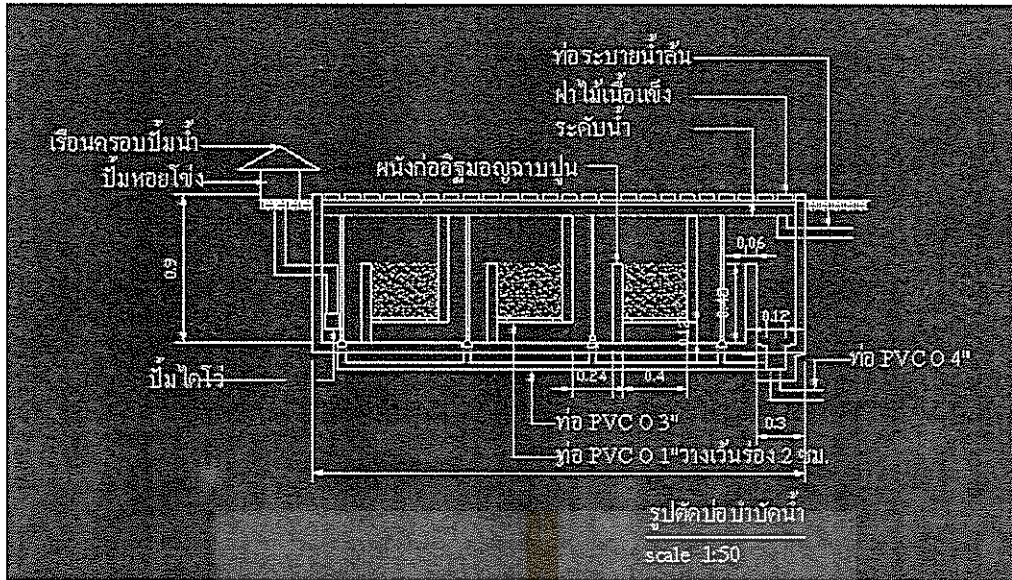 ท่อระบายน้ำล้น
ฝาไม้เนื้อแข็ง
ระดับน้ำ
เรือนครอบปั๊มน้ำ
ปั๊มหอยโข่ง
ผนังก่ออิฐมอญฉาบปูน
0.06
0.9
0.12
ท่อ PVC O 4"
ปั๊มไดโว่
0.24
0.4
0.3
ท่อ PVC O 3"
ท่อ PVC O 1"วางเว้นร่อง 2 ซม.
รูปตัดบ่อบำบัดน้ำ
scale 1:50